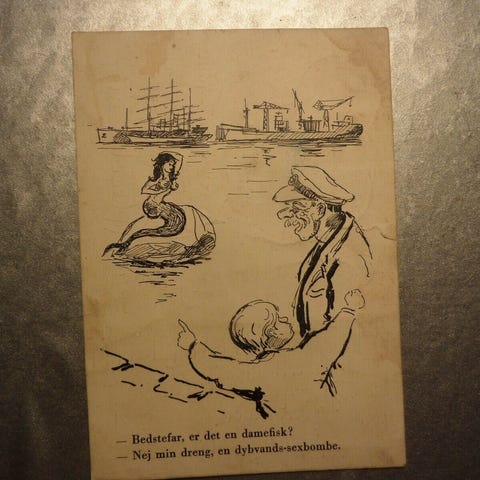 — Bedstefar, er det en damefisk?
— Nej min dreng, en dybvands-sexbombe.